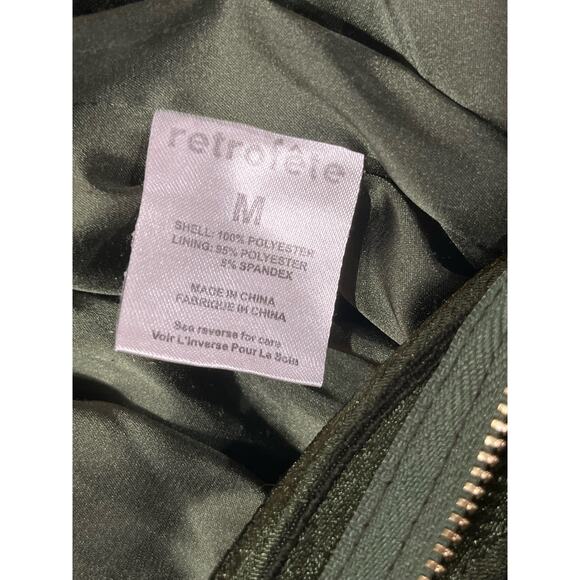 retrofête
M
SHELL: 100% POLYESTER
LINING: 95% POLYESTER
5% SPANDEX
MADE IN CHINA
FABRIQUE IN CHINA
See reverse for care
Voir L'Inverse Pour La Soin